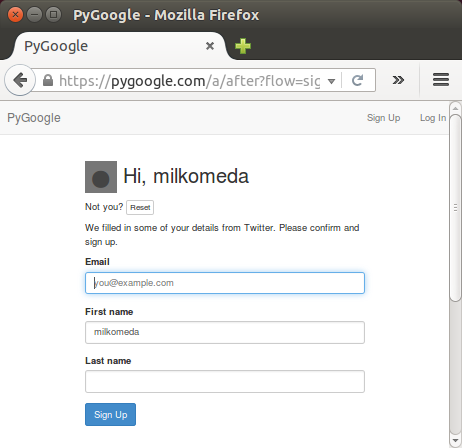 PyGoogle - Mozilla Firefox
PyGoogle
https://pygoogle.com/a/after?flow=sig
PyGoogle Sign Up Log In
Hi, milkomeda
Not you? Reset
We filled in some of your details from Twitter. Please confirm and
sign up.
Email
you@example.com
First name
milkomeda
Last name
Sign Up